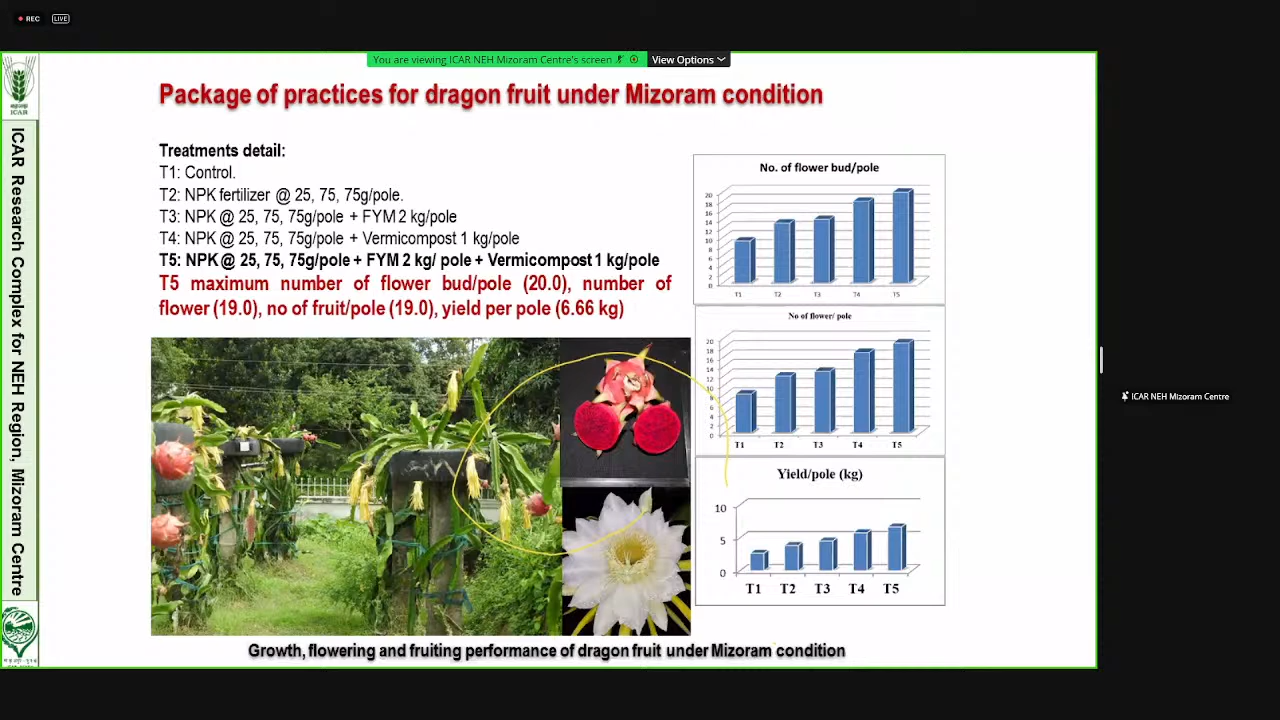 REC
LIVE
You are viewing ICAR NEH Mizoram Centre's screen
View Options
ICAR
ICAR Research Complex for NEH Region, Mizoram Centre
Package of practices for dragon fruit under Mizoram condition
Treatments detail:
T1: Control.
T2: NPK fertilizer @ 25, 75, 75g/pole.
T3: NPK @ 25, 75, 75g/pole + FYM 2 kg/pole
T4: NPK @ 25, 75, 75g/pole + Vermicompost 1 kg/pole
T5: NPK @ 25, 75, 75g/pole + FYM 2 kg/ pole + Vermicompost 1 kg/pole
T5 maximum number of flower bud/pole (20.0), number of
flower (19.0), no of fruit/pole (19.0), yield per pole (6.66 kg)
No. of flower bud/pole
20
18
16
14
12
10
8
6
4
2
0
T1 T2 T3 T4 T5
No of flower/ pole
20
18
16
14
12
10
8
6
4
2
0
T1 T2 T3 T4 T5
Yield/pole (kg)
10
5
0
T1 T2 T3 T4 T5
Growth, flowering and fruiting performance of dragon fruit under Mizoram condition
ICAR NEH Mizoram Centre